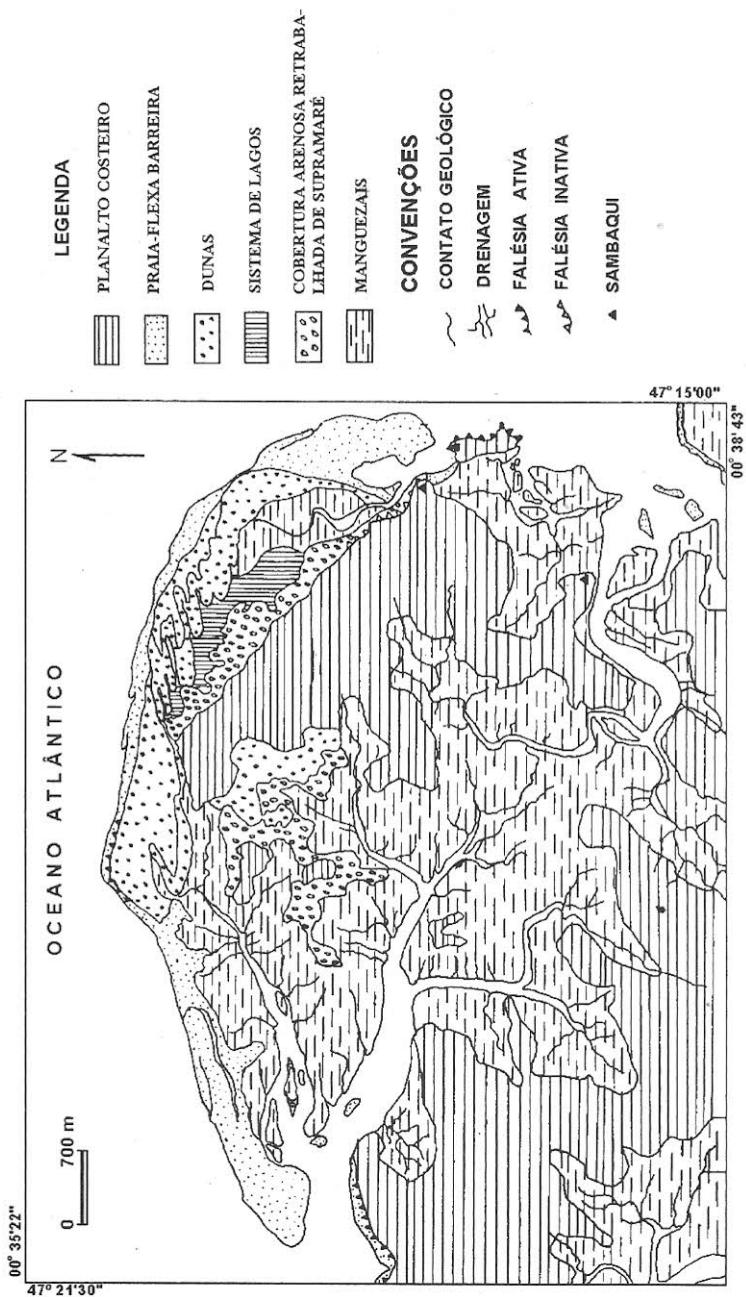 00° 35' 22"
47° 21' 30"
0 700 m
OCEANO ATLÂNTICO
N
47° 15' 00"
00° 38' 43"
LEGENDA
PLANALTO COSTEIRO
PRAIA-FLEXA BARREIRA
DUNAS
SISTEMA DE LAGOS
COBERTURA ARENOSA RETRABA-
LHADA DE SUPRAMARÉ
MANGUEZAIS
CONVENÇÕES
CONTATO GEOLÓGICO
DRENAGEM
FALÉSIA ATIVA
FALÉSIA INATIVA
SAMBAQUI